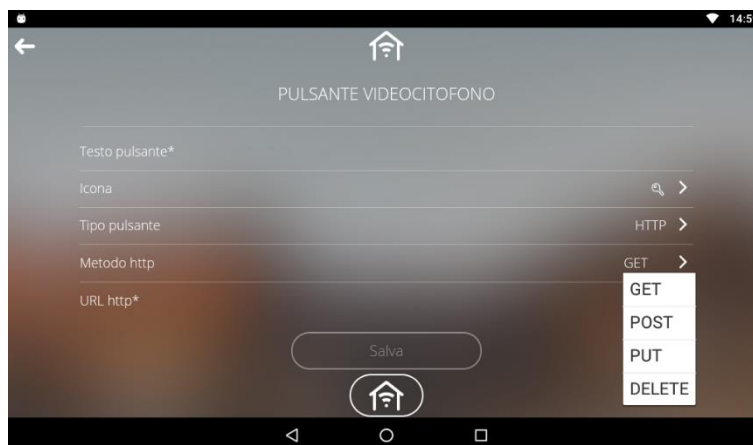 14:5
PULSANTE VIDEOCITOFONO
Testo pulsante*
Icona
Tipo pulsante HTTP
Metodo http GET
URL http*
GET
POST
PUT
DELETE
Salva